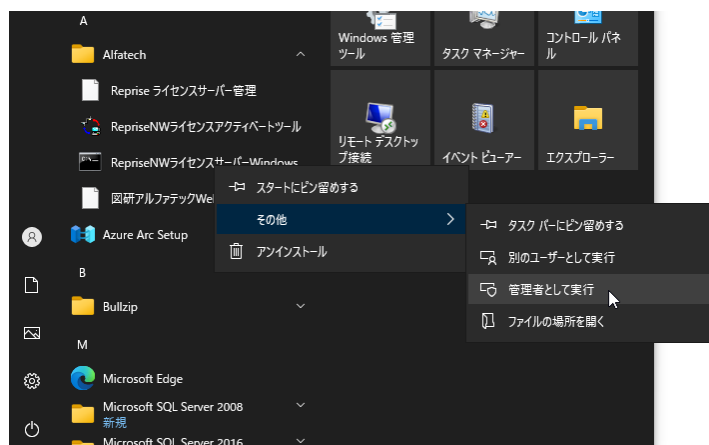 A
Alfatech
Reprise ライセンスサーバー管理
RepriseNWライセンスアクティベートツール
RepriseNWライセンスサーバーWindows
図研アルファテックWe
Azure Arc Setup
B
Bullzip
M
Microsoft Edge
Microsoft SQL Server 2008
新規
Microsoft SQL Server 2016
Windows 管理
ツール
タスク マネージャー
コントロール パネ
ル
リモート デスクトッ
プ接続
イベント ビューアー
エクスプローラー
スタートにピン留めする
その他
アンインストール
タスク バーにピン留めする
別のユーザーとして実行
管理者として実行
ファイルの場所を開く